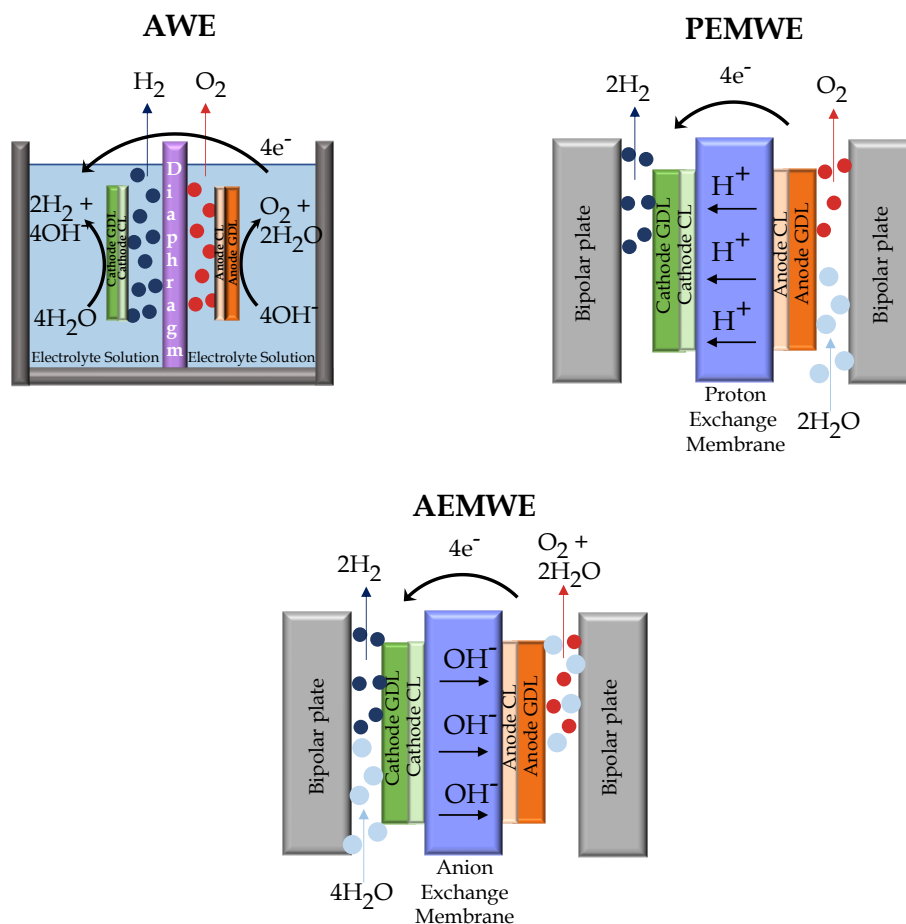 AWE
H₂
O₂
4e⁻
2H₂ +
4OH⁻
4H₂O
Cathode GDL
Cathode CL
Diaphragm
Anode CL
Anode GDL
O₂ +
2H₂O
4OH⁻
Electrolyte Solution
Electrolyte Solution
PEMWE
2H₂
4e⁻
O₂
Bipolar plate
Cathode GDL
Cathode CL
H⁺
H⁺
H⁺
Anode CL
Anode GDL
Bipolar plate
Proton
Exchange
Membrane
2H₂O
AEMWE
2H₂
4e⁻
O₂ +
2H₂O
Bipolar plate
Cathode GDL
Cathode CL
OH⁻
OH⁻
OH⁻
Anode CL
Anode GDL
Bipolar plate
4H₂O
Anion
Exchange
Membrane